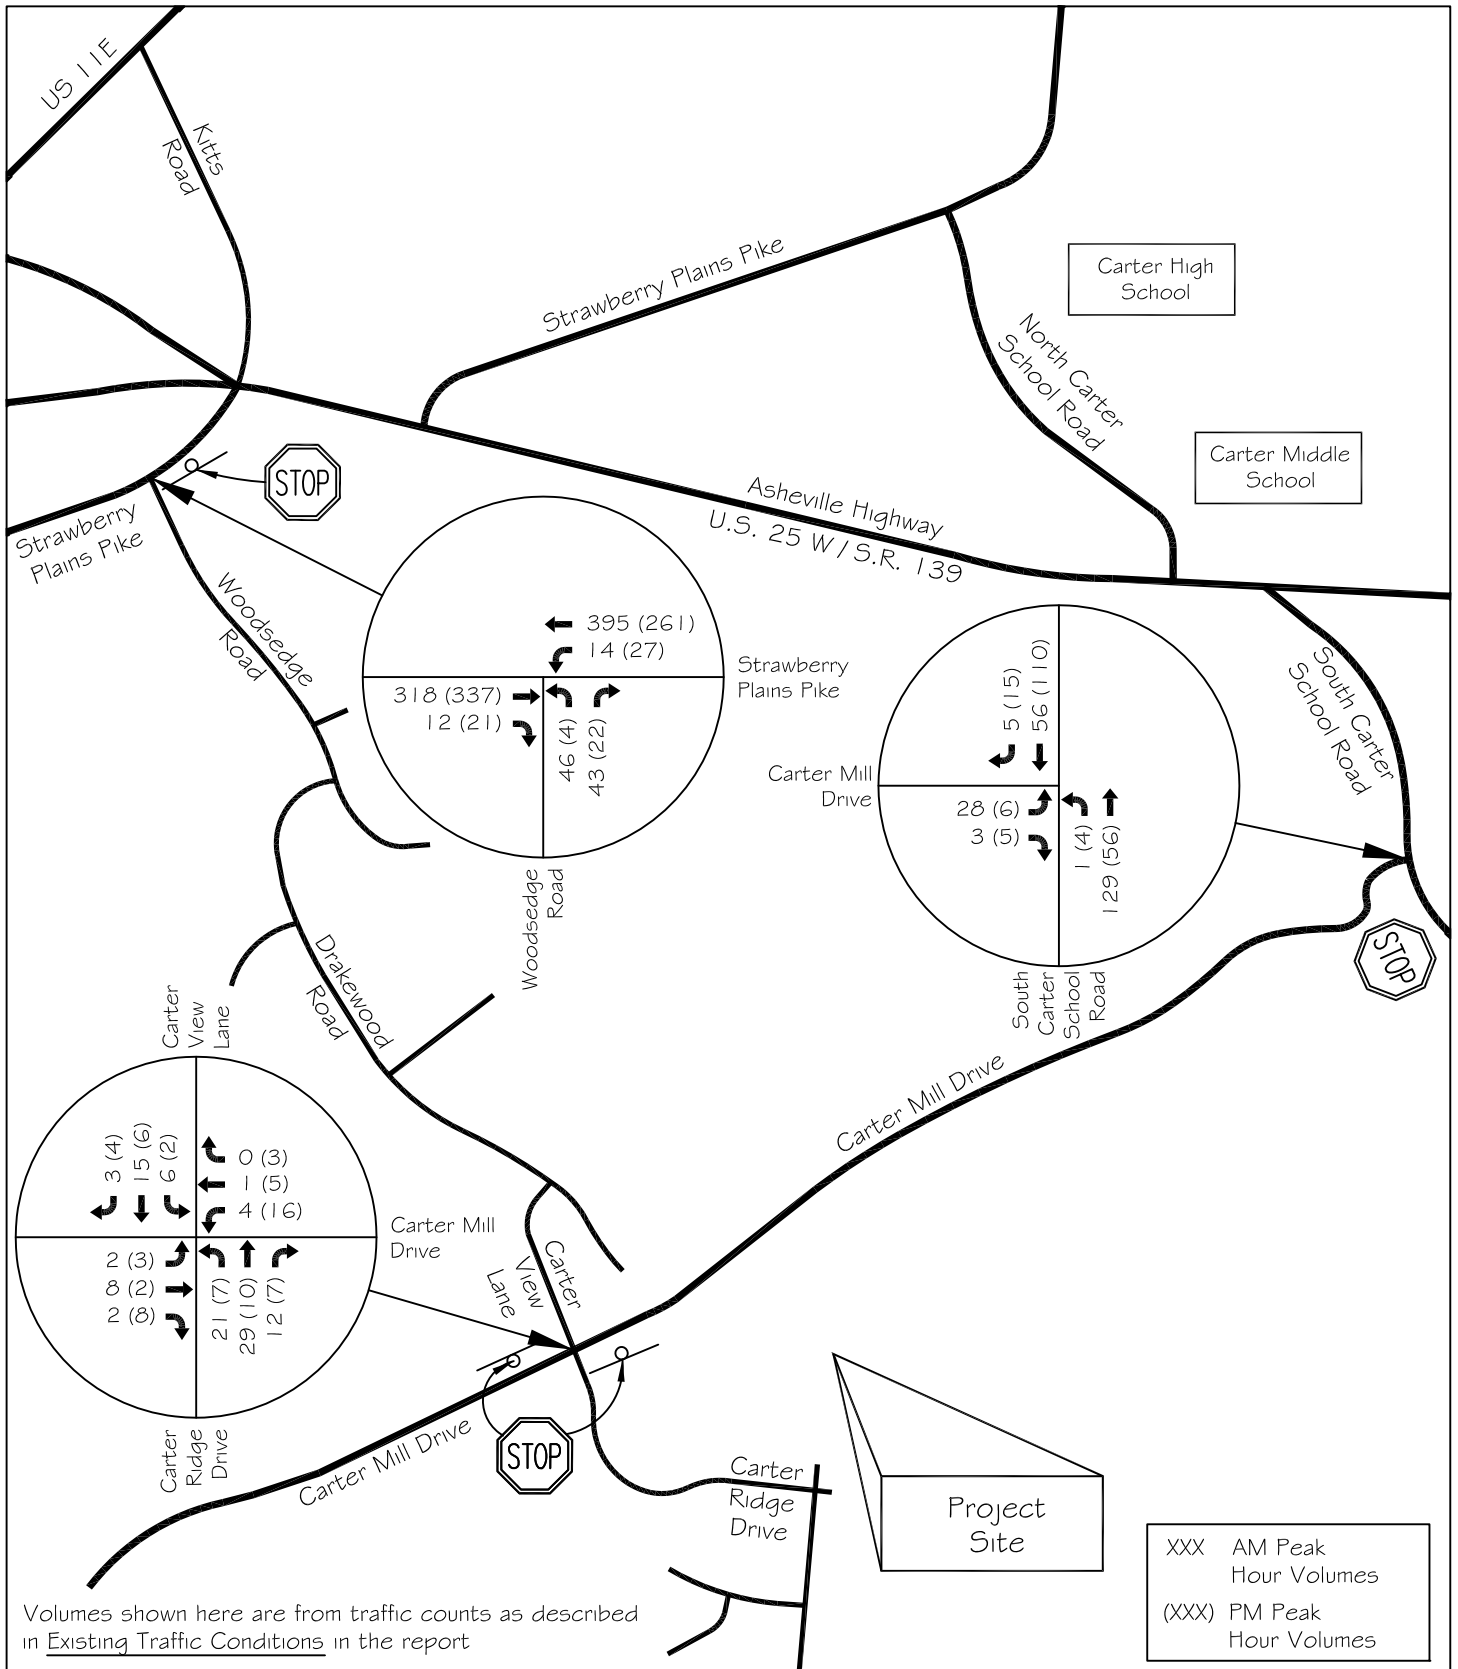 US 11E
Kitts
Road
Strawberry Plains Pike
Carter High
School
North Carter
School Road
Carter Middle
School
STOP
Asheville Highway
U.S. 25 W / S.R. 139
Strawberry
Plains Pike
Woodsedge
Road
395 (261)
14 (27)
318 (337)
12 (21)
46 (4)
43 (22)
Strawberry
Plains Pike
Woodsedge
Road
5 (15)
56 (110)
Carter Mill
Drive
28 (6)
3 (5)
1 (4)
129 (56)
South
Carter
School
Road
South Carter
School Road
STOP
Drakewood
Road
Carter
View
Lane
3 (4)
15 (6)
6 (2)
0 (3)
1 (5)
4 (16)
2 (3)
8 (2)
2 (8)
21 (7)
29 (10)
12 (7)
Carter Mill
Drive
Carter
Ridge
Drive
Carter Mill Drive
Carter
View
Lane
Carter Mill Drive
STOP
Carter
Ridge
Drive
Project
Site
XXX AM Peak
Hour Volumes
(XXX) PM Peak
Hour Volumes
Volumes shown here are from traffic counts as described
in Existing Traffic Conditions in the report